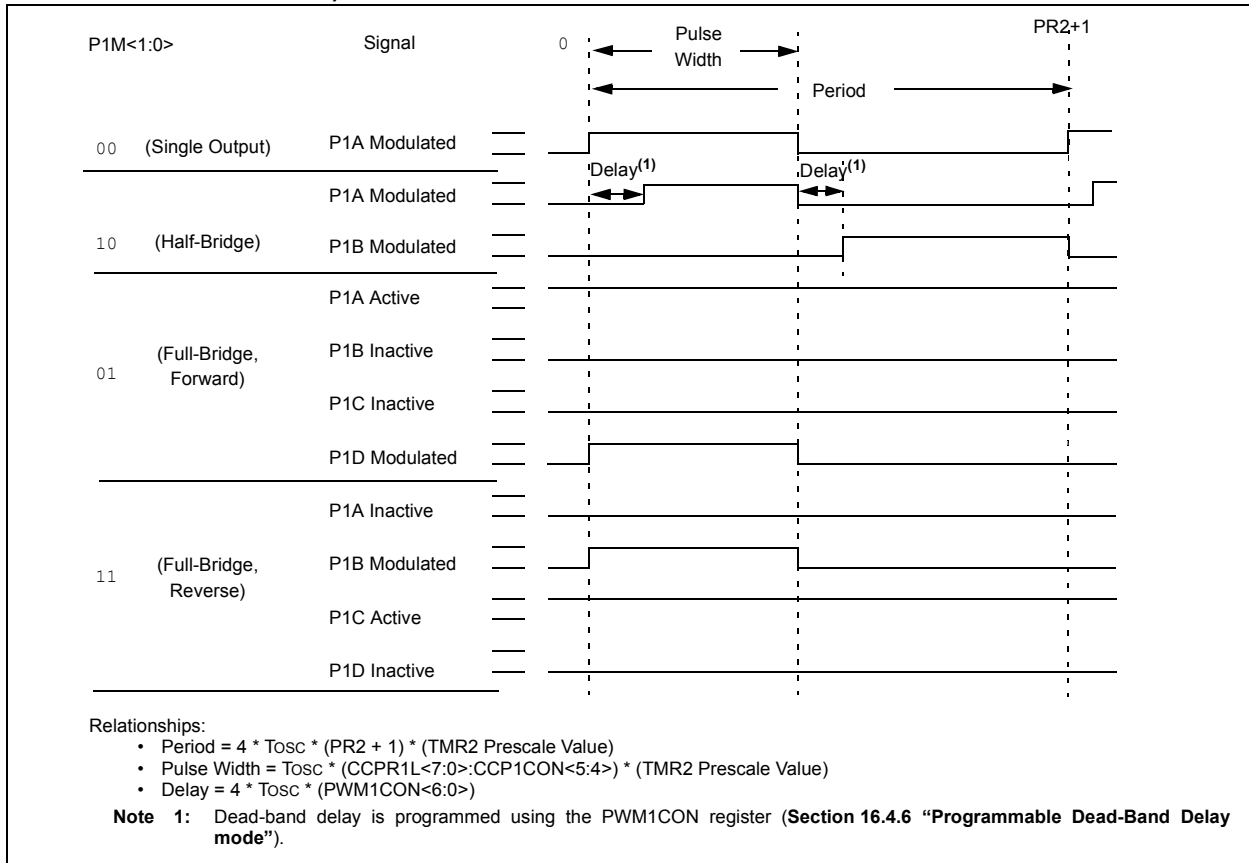 P1M<1:0> Signal 0 Pulse Width PR2+1
Period
00 (Single Output) P1A Modulated
Delay(1) Delay(1)
P1A Modulated
10 (Half-Bridge) P1B Modulated
P1A Active
01 (Full-Bridge, Forward) P1B Inactive
P1C Inactive
P1D Modulated
P1A Inactive
11 (Full-Bridge, Reverse) P1B Modulated
P1C Active
P1D Inactive
Relationships:
• Period = 4 * TOSC * (PR2 + 1) * (TMR2 Prescale Value)
• Pulse Width = TOSC * (CCPR1L<7:0>:CCP1CON<5:4>) * (TMR2 Prescale Value)
• Delay = 4 * TOSC * (PWM1CON<6:0>)
Note 1: Dead-band delay is programmed using the PWM1CON register (Section 16.4.6 “Programmable Dead-Band Delay
mode”).